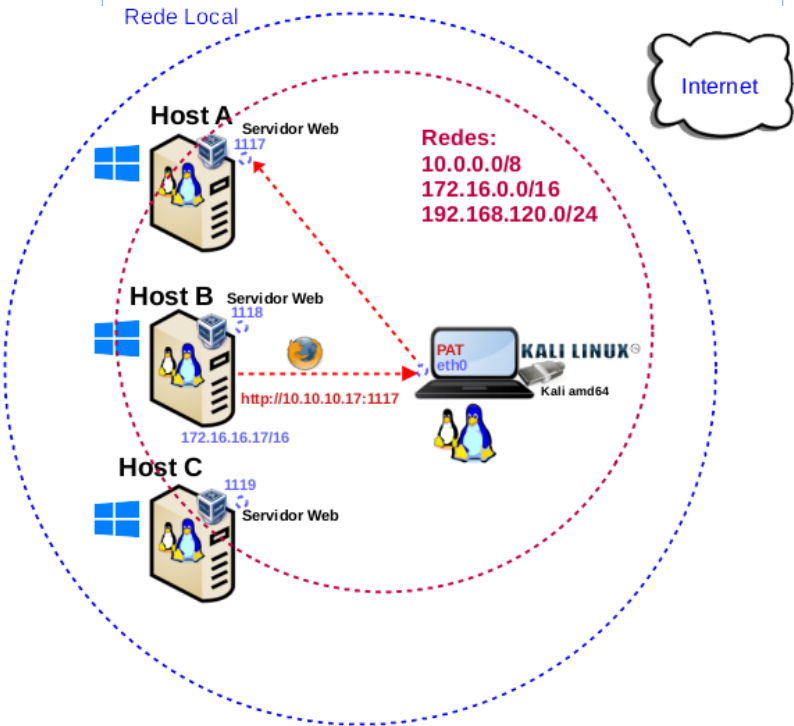 Rede Local
Internet
Host A
Servidor Web
1117
Redes:
10.0.0.0/8
172.16.0.0/16
192.168.120.0/24
Host B
Servidor Web
1118
PAT
eth0
KALI LINUX
Kali amd64
http://10.10.10.17:1117
172.16.16.17/16
Host C
1119
Servidor Web